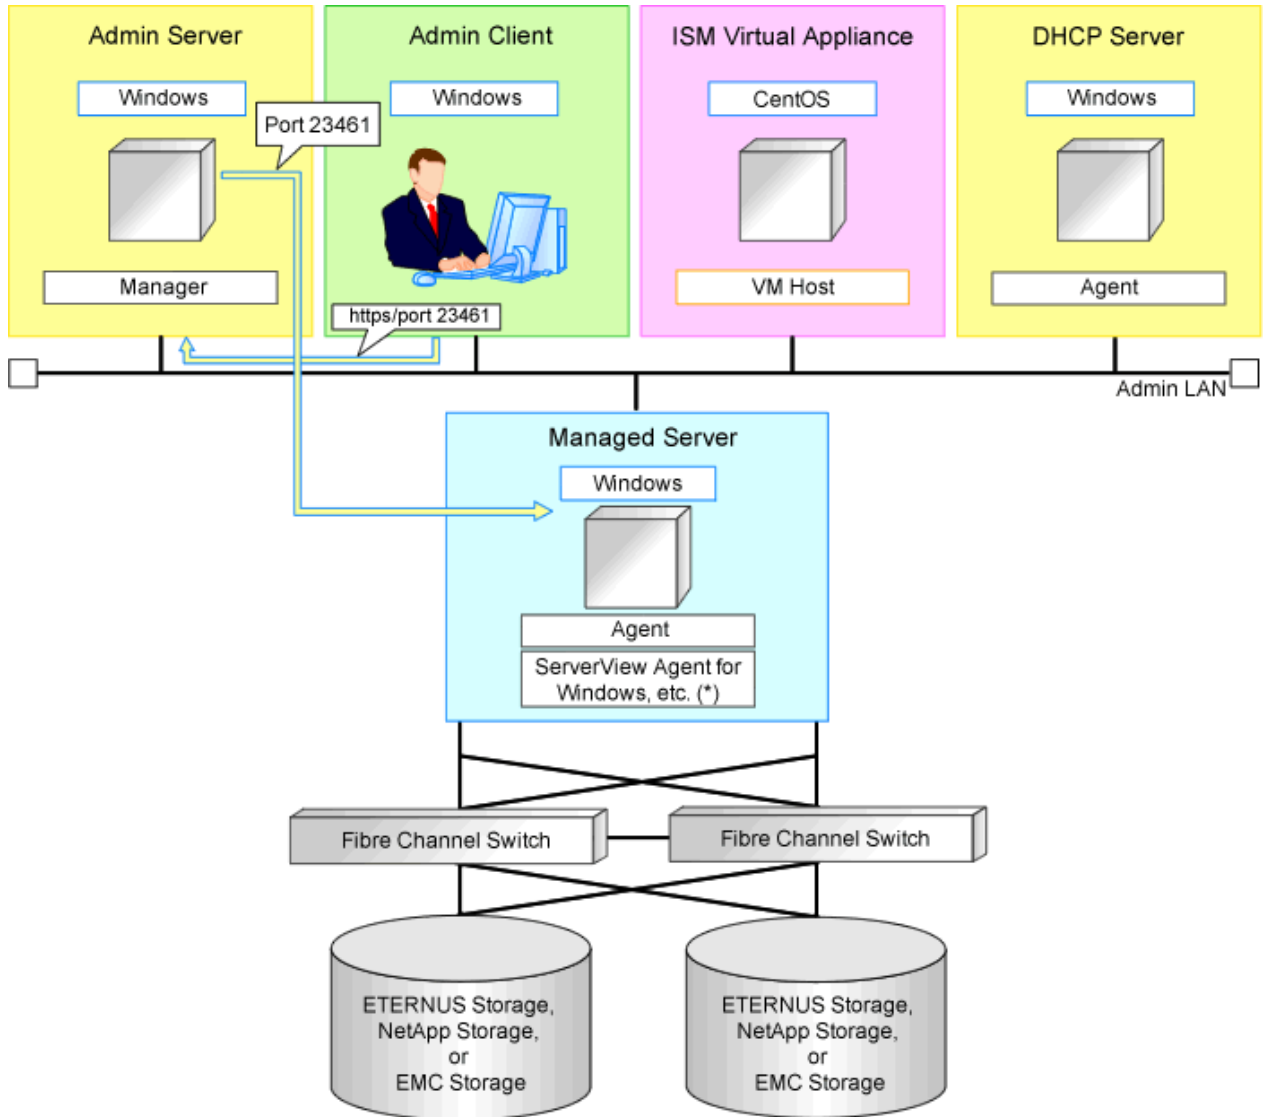 Admin Server
Admin Client
ISM Virtual Appliance
DHCP Server
Windows
Windows
CentOS
Windows
Port 23461
Manager
VM Host
Agent
https/port 23461
Admin LAN
Managed Server
Windows
Agent
ServerView Agent for
Windows, etc. (*)
Fibre Channel Switch
Fibre Channel Switch
ETERNUS Storage,
NetApp Storage,
or
EMC Storage
ETERNUS Storage,
NetApp Storage,
or
EMC Storage